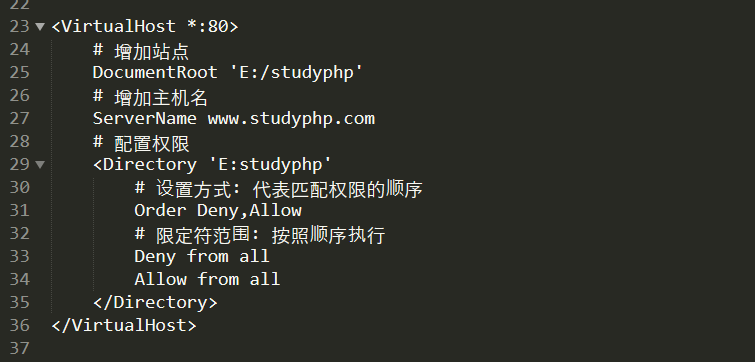 22
23 <VirtualHost *:80>
24 # 增加站点
25 DocumentRoot 'E:/studyphp'
26 # 增加主机名
27 ServerName www.studyphp.com
28 # 配置权限
29 <Directory 'E:studyphp'
30 # 设置方式: 代表匹配权限的顺序
31 Order Deny,Allow
32 # 限定符范围: 按照顺序执行
33 Deny from all
34 Allow from all
35 </Directory>
36 </VirtualHost>
37